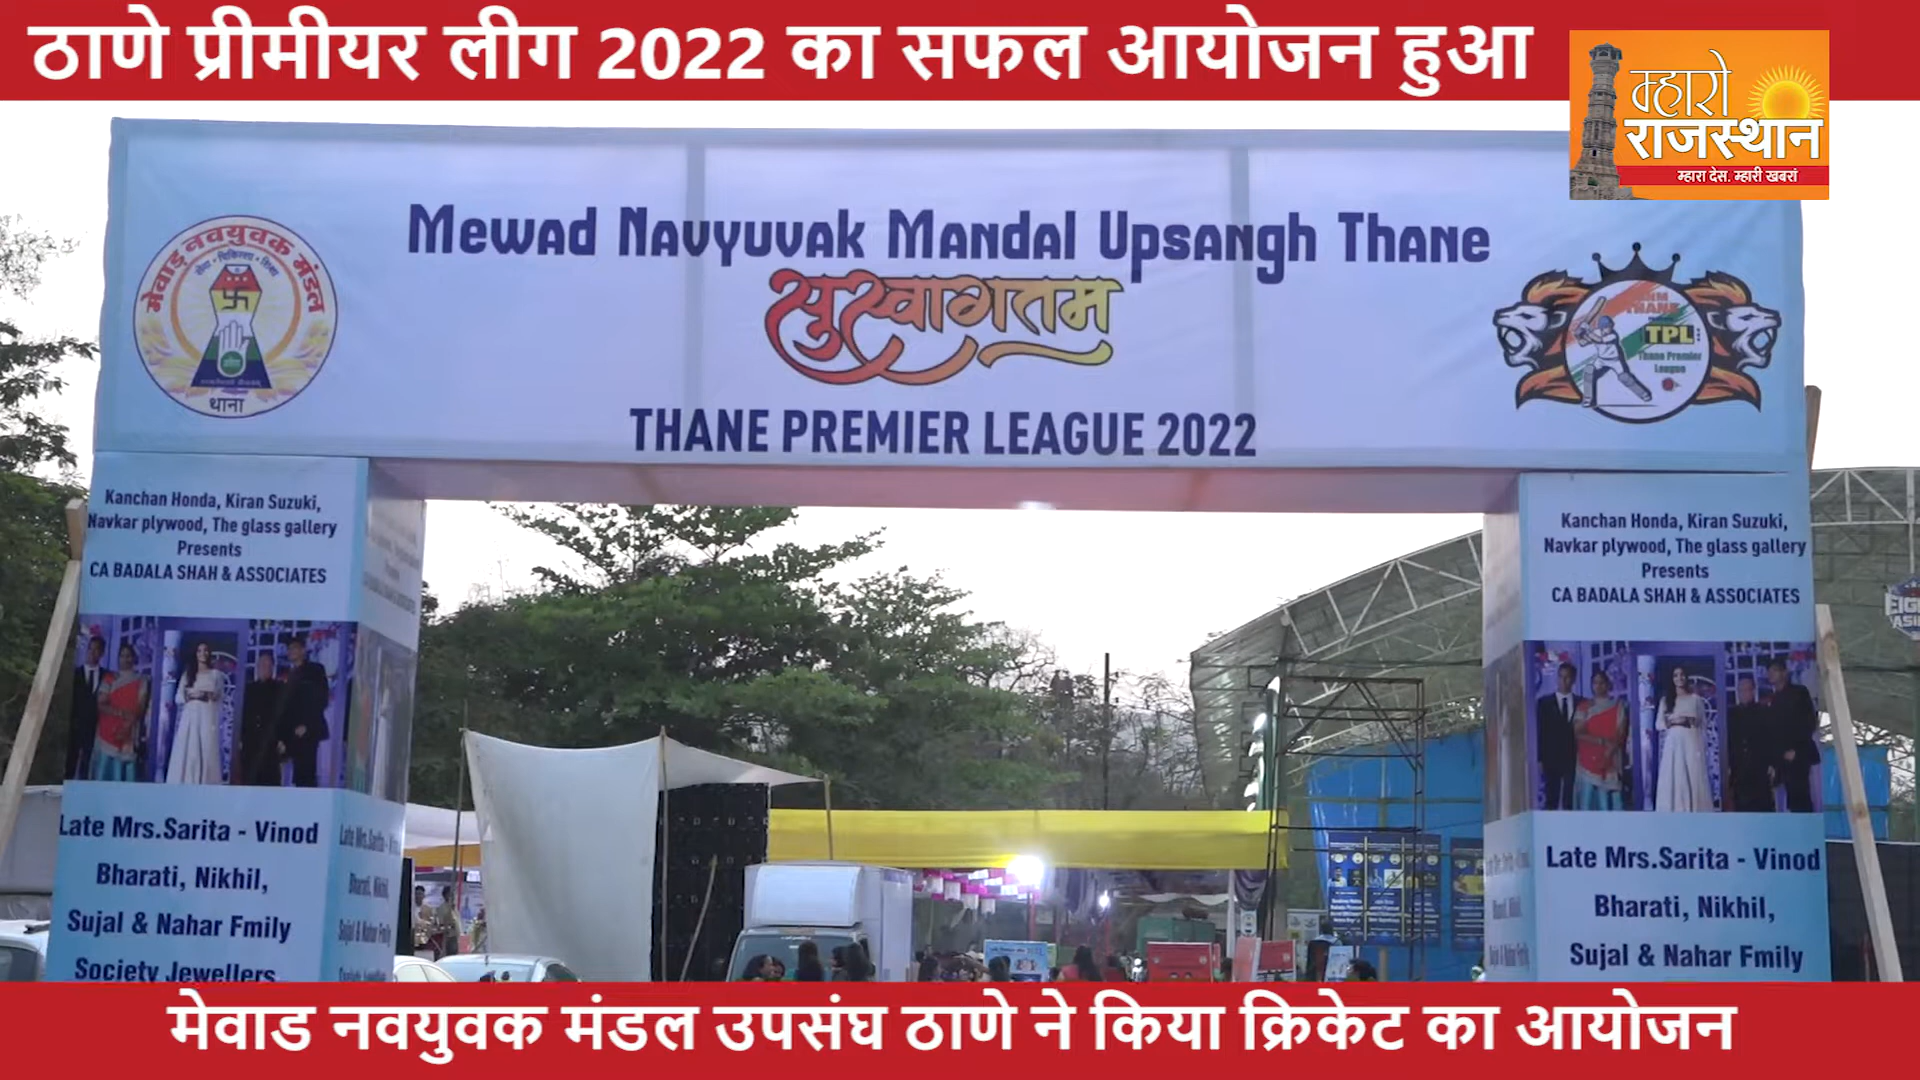 ठाणे प्रीमीयर लीग 2022 का सफल आयोजन हुआ
म्हारो
राजस्थान
म्हारा देस. म्हारी खबरां
Mewad Navyuvak Mandal Upsangh Thane
सुस्वागतम
THANE PREMIER LEAGUE 2022
मेवाड़ नवयुवक मंडल
सेवा • चिकित्सा • शिक्षा
थाना
THANE
TPL
Thane Premier
League
Kanchan Honda, Kiran Suzuki,
Navkar plywood, The glass gallery
Presents
CA BADALA SHAH & ASSOCIATES
Late Mrs.Sarita - Vinod
Bharati, Nikhil,
Sujal & Nahar Fmily
Society Jewellers
Kanchan Honda, Kiran Suzuki,
Navkar plywood, The glass gallery
Presents
CA BADALA SHAH & ASSOCIATES
Late Mrs.Sarita - Vinod
Bharati, Nikhil,
Sujal & Nahar Fmily
मेवाड नवयुवक मंडल उपसंघ ठाणे ने किया क्रिकेट का आयोजन